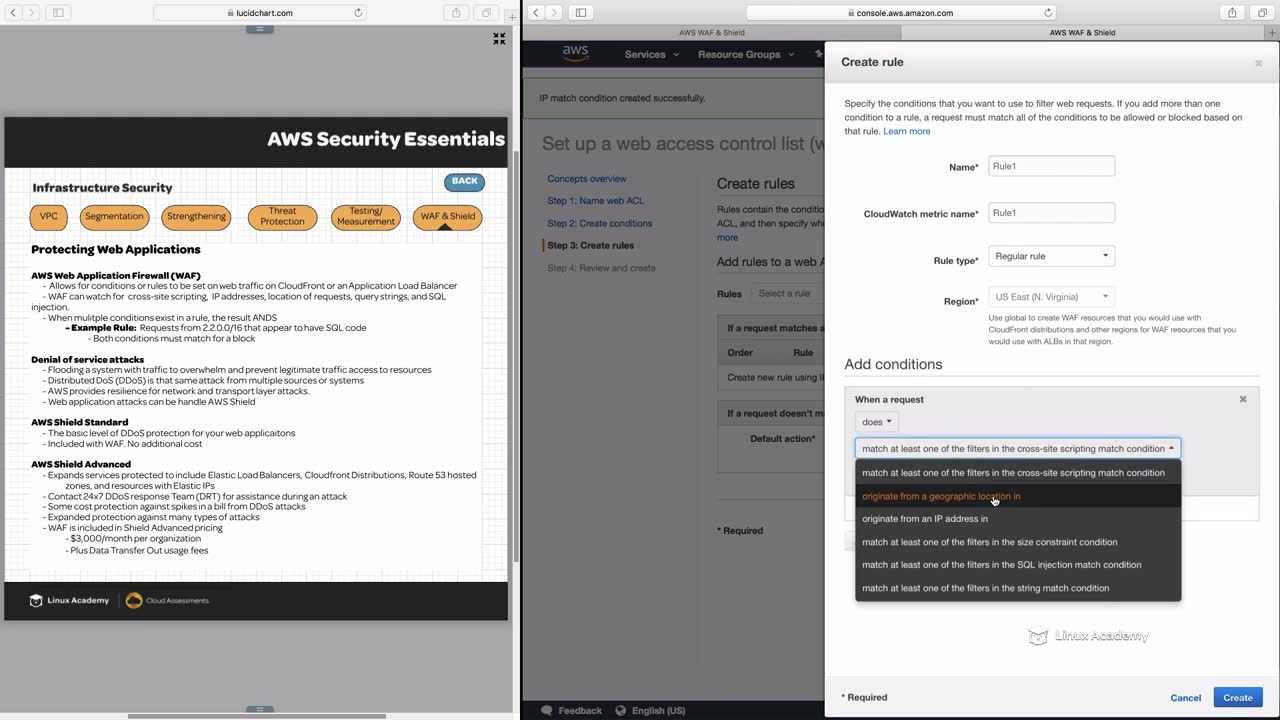 lucidchart.com
AWS Security Essentials
Infrastructure Security
BACK
VPC
Segmentation
Strengthening
Threat
Protection
Testing/
Measurement
WAF & Shield
Protecting Web Applications
AWS Web Application Firewall (WAF)
- Allows for conditions or rules to be set on web traffic on CloudFront or an Application Load Balancer
- WAF can watch for cross-site scripting, IP addresses, location of requests, query strings, and SQL
injection.
- When mulitple conditions exist in a rule, the result ANDS
- Example Rule: Requests from 2.2.0.0/16 that appear to have SQL code
- Both conditions must match for a block
Denial of service attacks
- Flooding a system with traffic to overwhelm and prevent legitimate traffic access to resources
- Distributed DoS (DDoS) is that same attack from multiple sources or systems
- AWS provides resilience for network and transport layer attacks.
- Web application attacks can be handle AWS Shield
AWS Shield Standard
- The basic level of DDoS protection for your web applicaitons
- Included with WAF. No additional cost
AWS Shield Advanced
- Expands services protected to include Elastic Load Balancers, Cloudfront Distributions, Route 53 hosted
zones, and resources with Elastic IPs
- Contact 24x7 DDoS response Team (DRT) for assistance during an attack
- Some cost protection against spikes in a bill from DDoS attacks
- Expanded protection against many types of attacks
- WAF is included in Shield Advanced pricing
- $3,000/month per organization
- Plus Data Transfer Out usage fees
Linux Academy
Cloud Assessments
console.aws.amazon.com
AWS WAF & Shield
AWS WAF & Shield
aws
Services
Resource Groups
IP match condition created successfully.
Set up a web access control list (w
Concepts overview
Step 1: Name web ACL
Step 2: Create conditions
Step 3: Create rules
Step 4: Review and create
Create rules
Rules contain the conditio
ACL, and then specify whe
more
Add rules to a web A
Rules
Select a rule
If a request matches a
Order
Rule
Create new rule using I
If a request doesn't m
Default action*
* Required
Feedback
English (US)
Create rule
Specify the conditions that you want to use to filter web requests. If you add more than one
condition to a rule, a request must match all of the conditions to be allowed or blocked based on
that rule. Learn more
Name*
Rule1
CloudWatch metric name*
Rule1
Rule type*
Regular rule
Region*
US East (N. Virginia)
Use global to create WAF resources that you would use with
CloudFront distributions and other regions for WAF resources that you
would use with ALBs in that region.
Add conditions
When a request
does
match at least one of the filters in the cross-site scripting match condition
match at least one of the filters in the cross-site scripting match condition
originate from a geographic location in
originate from an IP address in
match at least one of the filters in the size constraint condition
match at least one of the filters in the SQL injection match condition
match at least one of the filters in the string match condition
Linux Academy
* Required
Cancel
Create